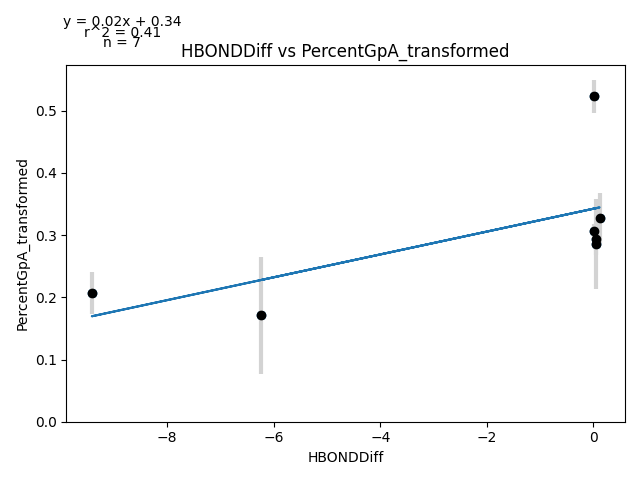 y = 0.02x + 0.34
r^2 = 0.41
n = 7
HBONDDiff vs PercentGpA_transformed
PercentGpA_transformed
0.5
0.4
0.3
0.2
0.1
0.0
−8
−6
−4
−2
0
HBONDDiff